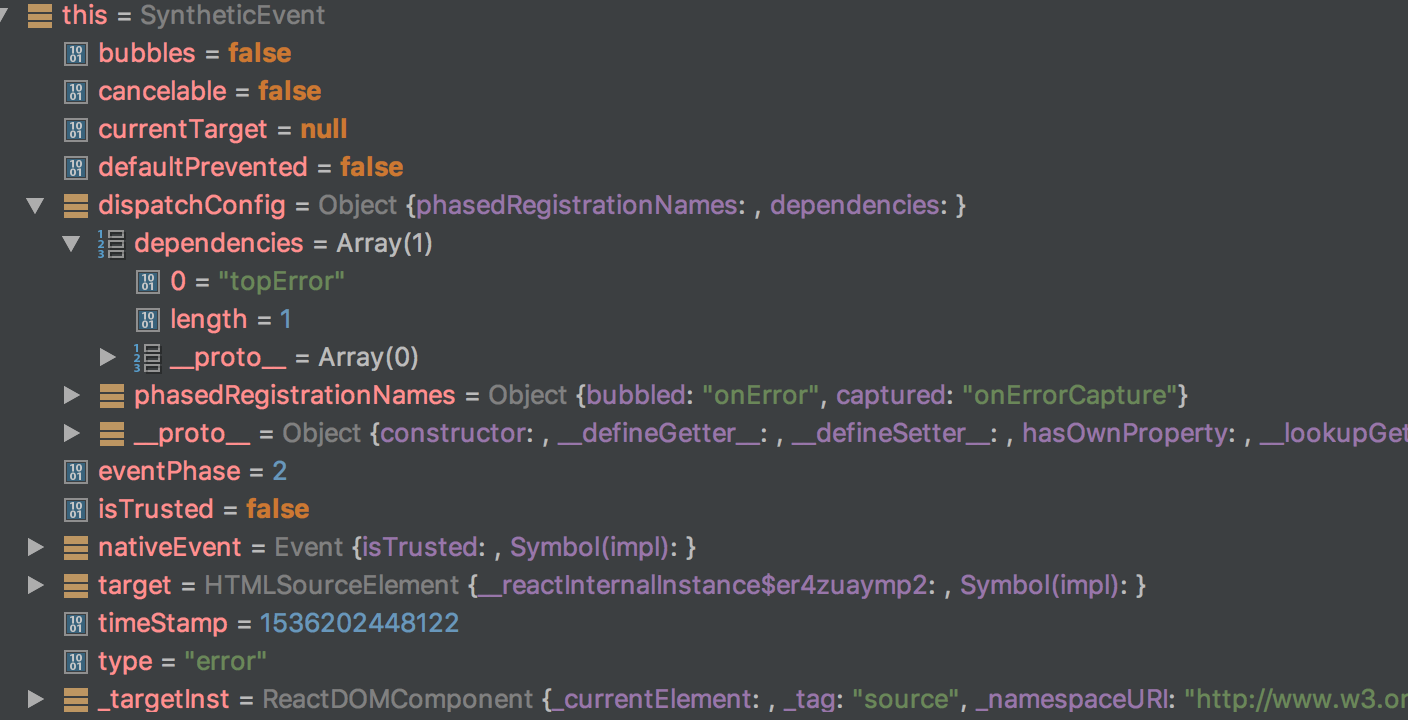 this = SyntheticEvent
bubbles = false
cancelable = false
currentTarget = null
defaultPrevented = false
dispatchConfig = Object {phasedRegistrationNames: , dependencies: }
dependencies = Array(1)
0 = "topError"
length = 1
__proto__ = Array(0)
phasedRegistrationNames = Object {bubbled: "onError", captured: "onErrorCapture"}
__proto__ = Object {constructor: , __defineGetter__: , __defineSetter__: , hasOwnProperty: , __lookupGet
eventPhase = 2
isTrusted = false
nativeEvent = Event {isTrusted: , Symbol(impl): }
target = HTMLSourceElement {__reactInternalInstance$er4zuaymp2: , Symbol(impl): }
timeStamp = 1536202448122
type = "error"
_targetInst = ReactDOMComponent {_currentElement: , _tag: "source", _namespaceURI: "http://www.w3.or